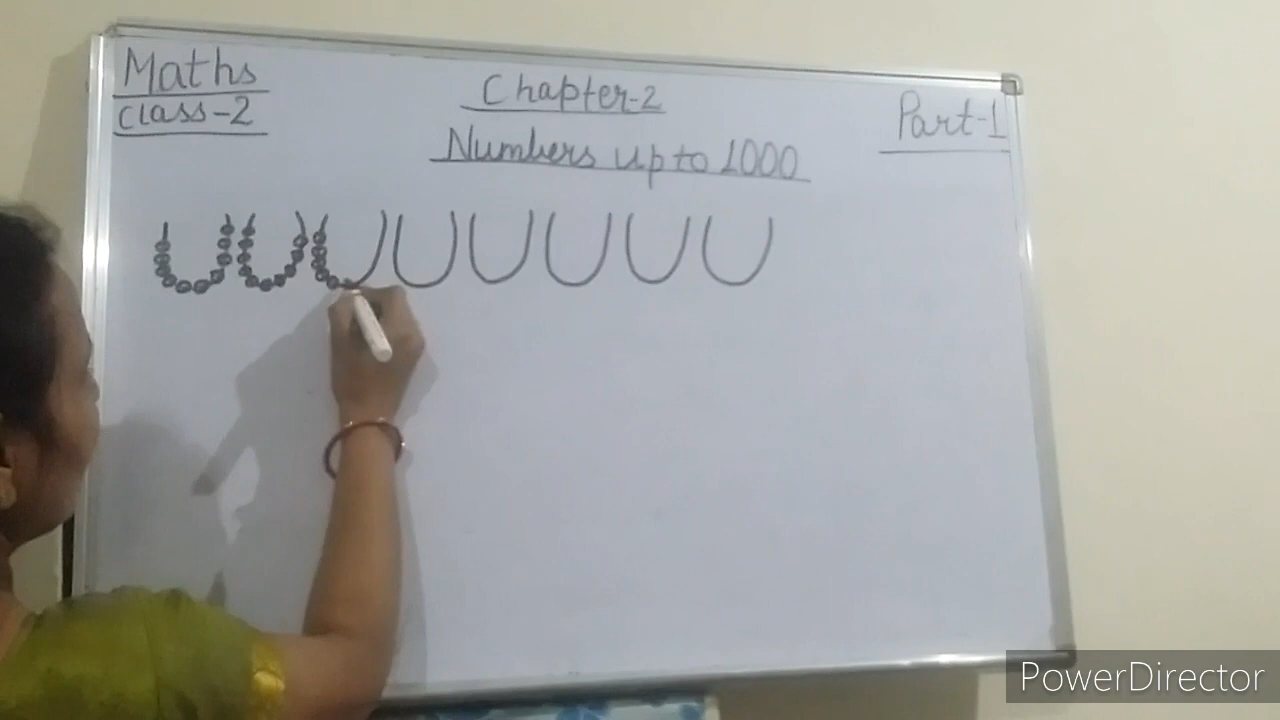 Maths
Class-2
Chapter-2
Numbers up to 1000
Part-1
PowerDirector